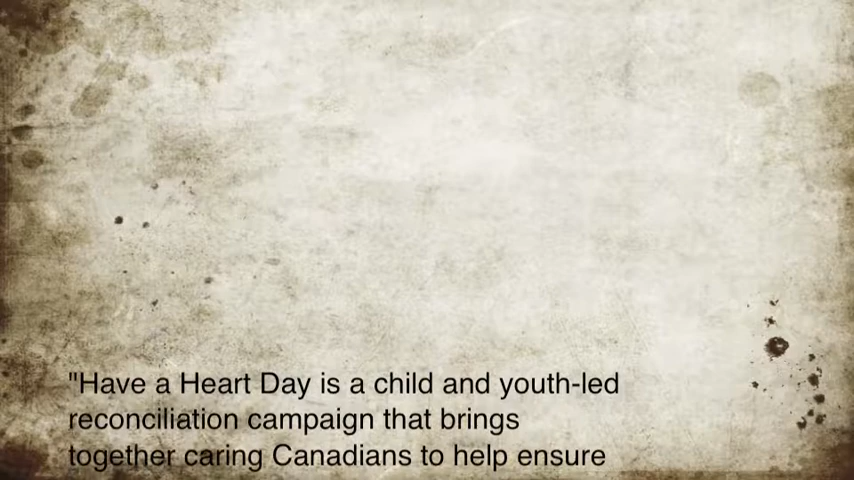 "Have a Heart Day is a child and youth-led
reconciliation campaign that brings
together caring Canadians to help ensure